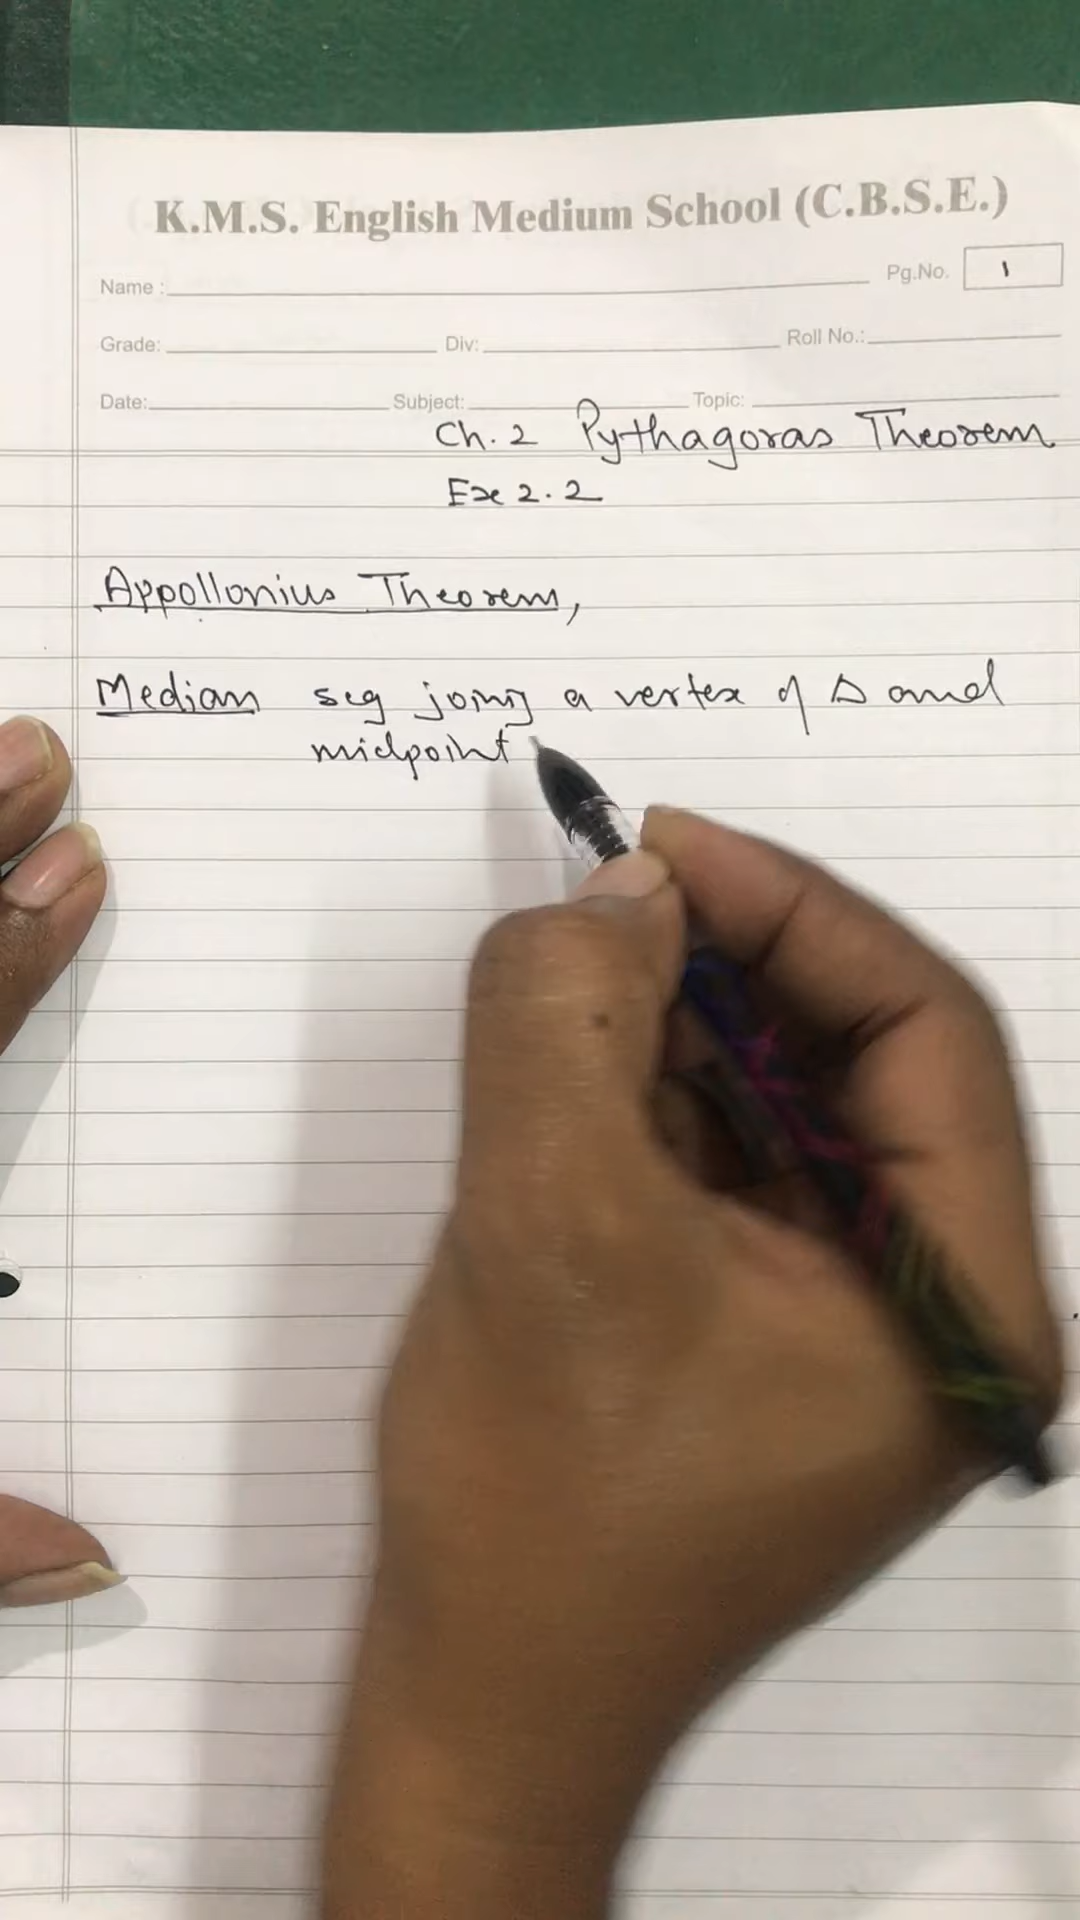 K.M.S. English Medium School (C.B.S.E.)
Name : Pg.No. 1
Grade: Div: Roll No.:
Date: Subject: Topic:
Ch. 2 Pythagoras Theorem
Ex 2.2
Appollonius Theorem,
Median seg joing a vertex of Δ and
midpoint